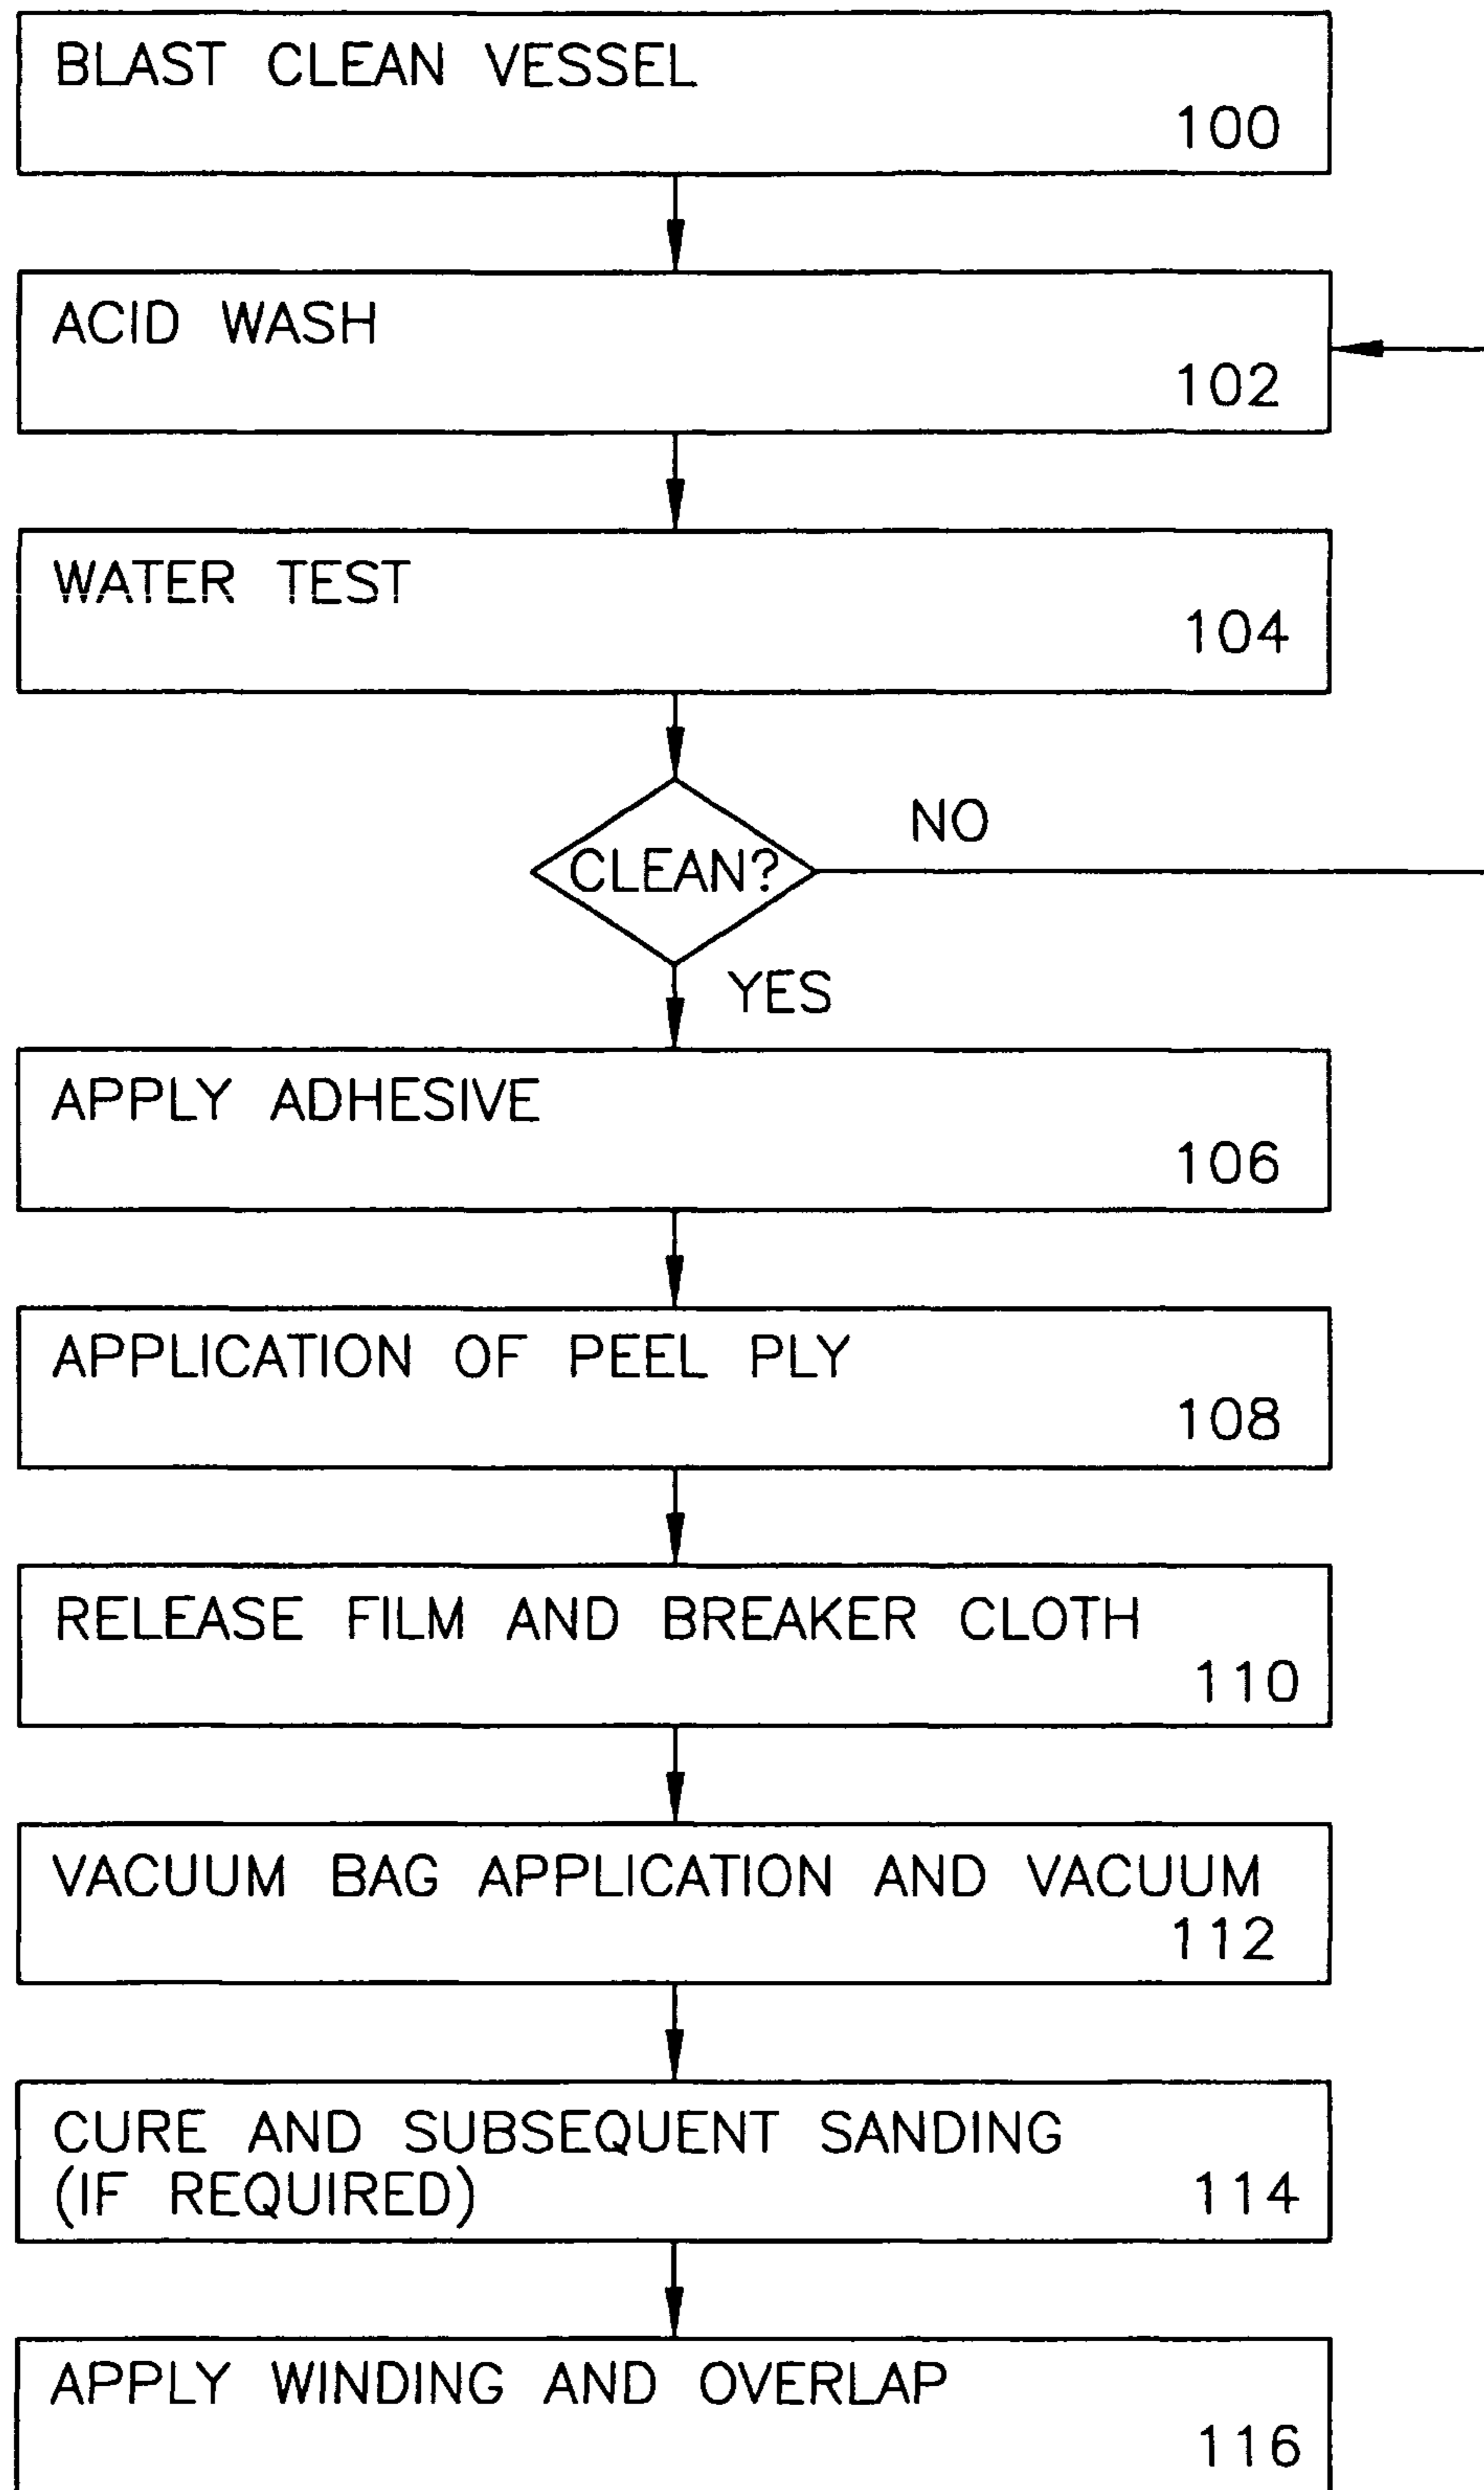 BLAST CLEAN VESSEL
100
ACID WASH
102
WATER TEST
104
CLEAN?
NO
YES
APPLY ADHESIVE
106
APPLICATION OF PEEL PLY
108
RELEASE FILM AND BREAKER CLOTH
110
VACUUM BAG APPLICATION AND VACUUM
112
CURE AND SUBSEQUENT SANDING
(IF REQUIRED)
114
APPLY WINDING AND OVERLAP
116